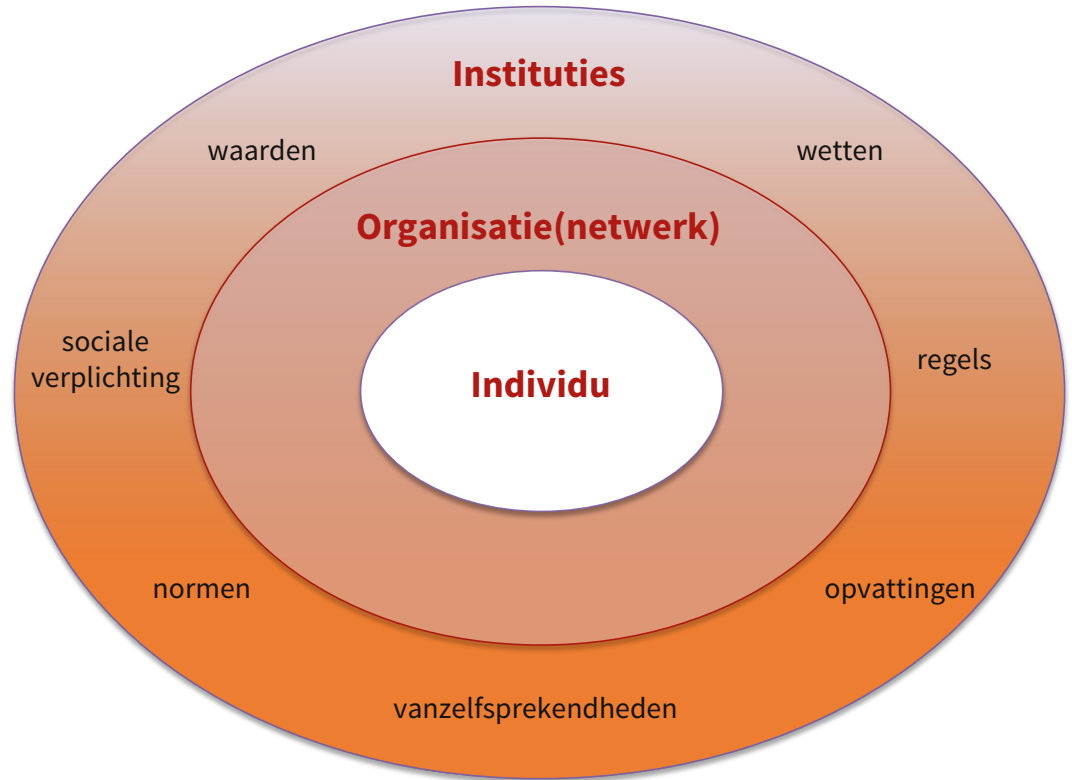 Instituties
waarden
wetten
Organisatie(netwerk)
sociale
verplichting
regels
Individu
normen
opvattingen
vanzelfsprekendheden